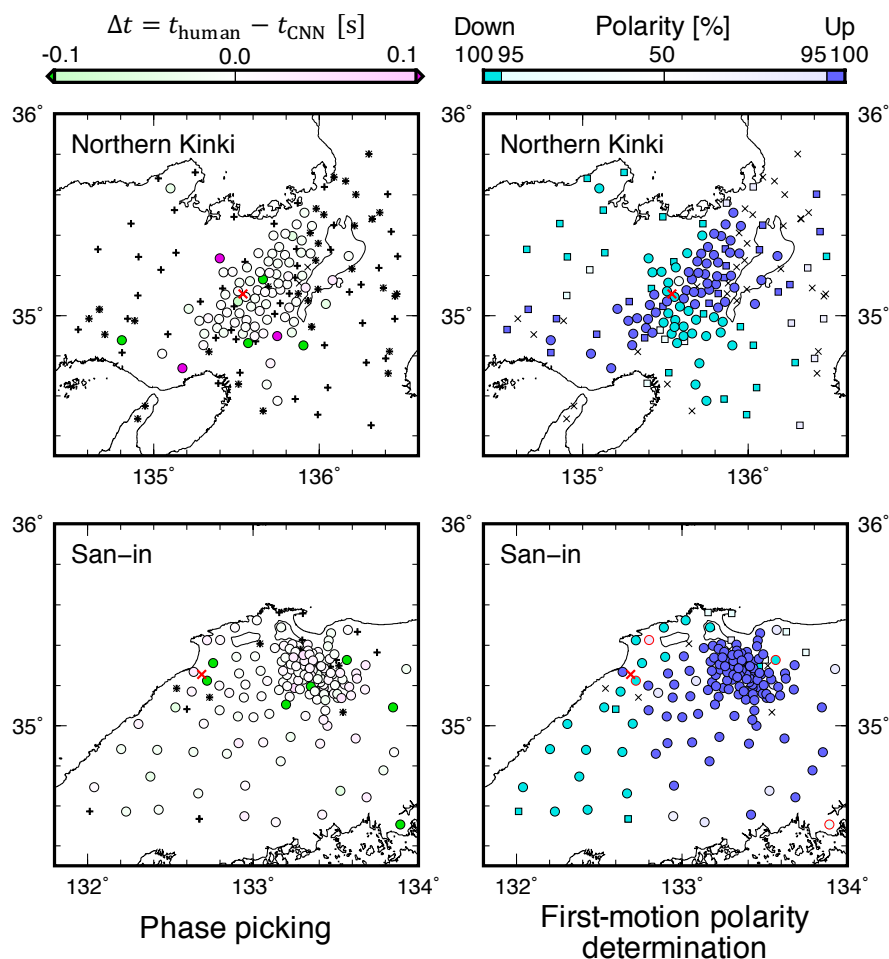 Δt = t_human − t_CNN [s]
-0.1 0.0 0.1
Down Polarity [%] Up
100 95 50 95 100
36° 36°
Northern Kinki Northern Kinki
35° 35°
135° 136° 135° 136°
36° 36°
San−in San−in
35° 35°
132° 133° 134° 132° 133° 134°
Phase picking
First-motion polarity
determination